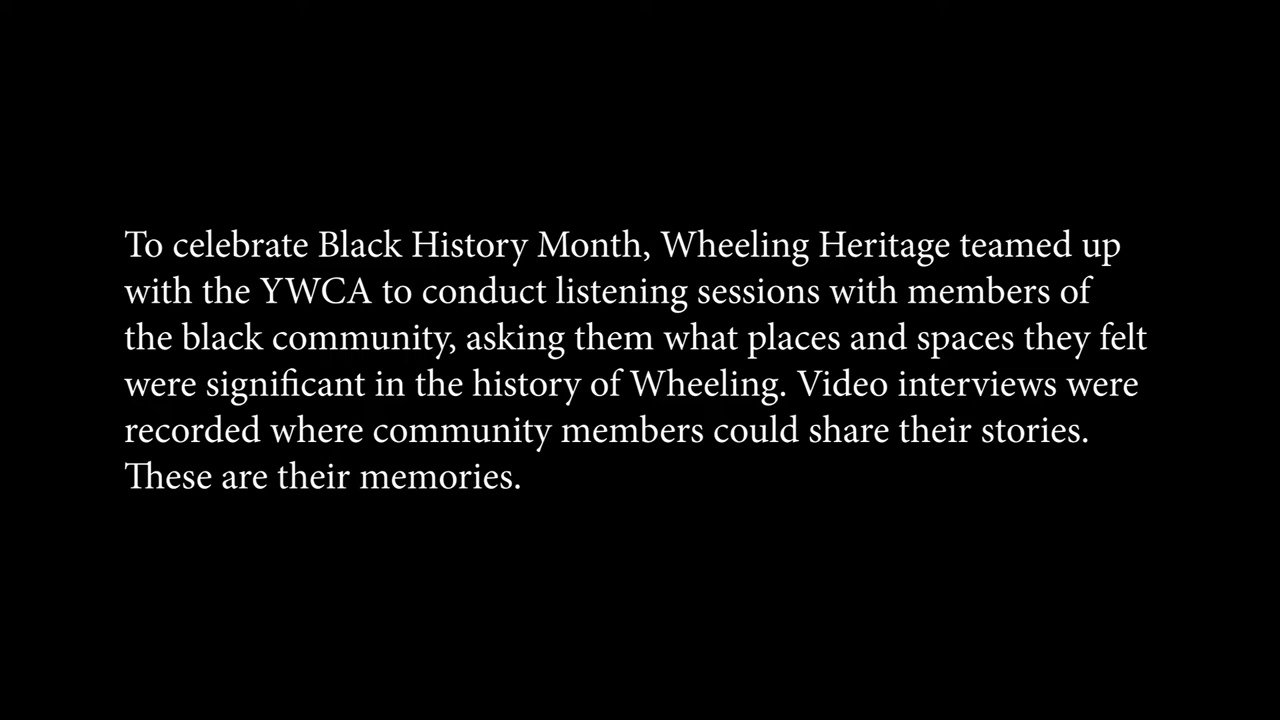 To celebrate Black History Month, Wheeling Heritage teamed up
with the YWCA to conduct listening sessions with members of
the black community, asking them what places and spaces they felt
were significant in the history of Wheeling. Video interviews were
recorded where community members could share their stories.
These are their memories.